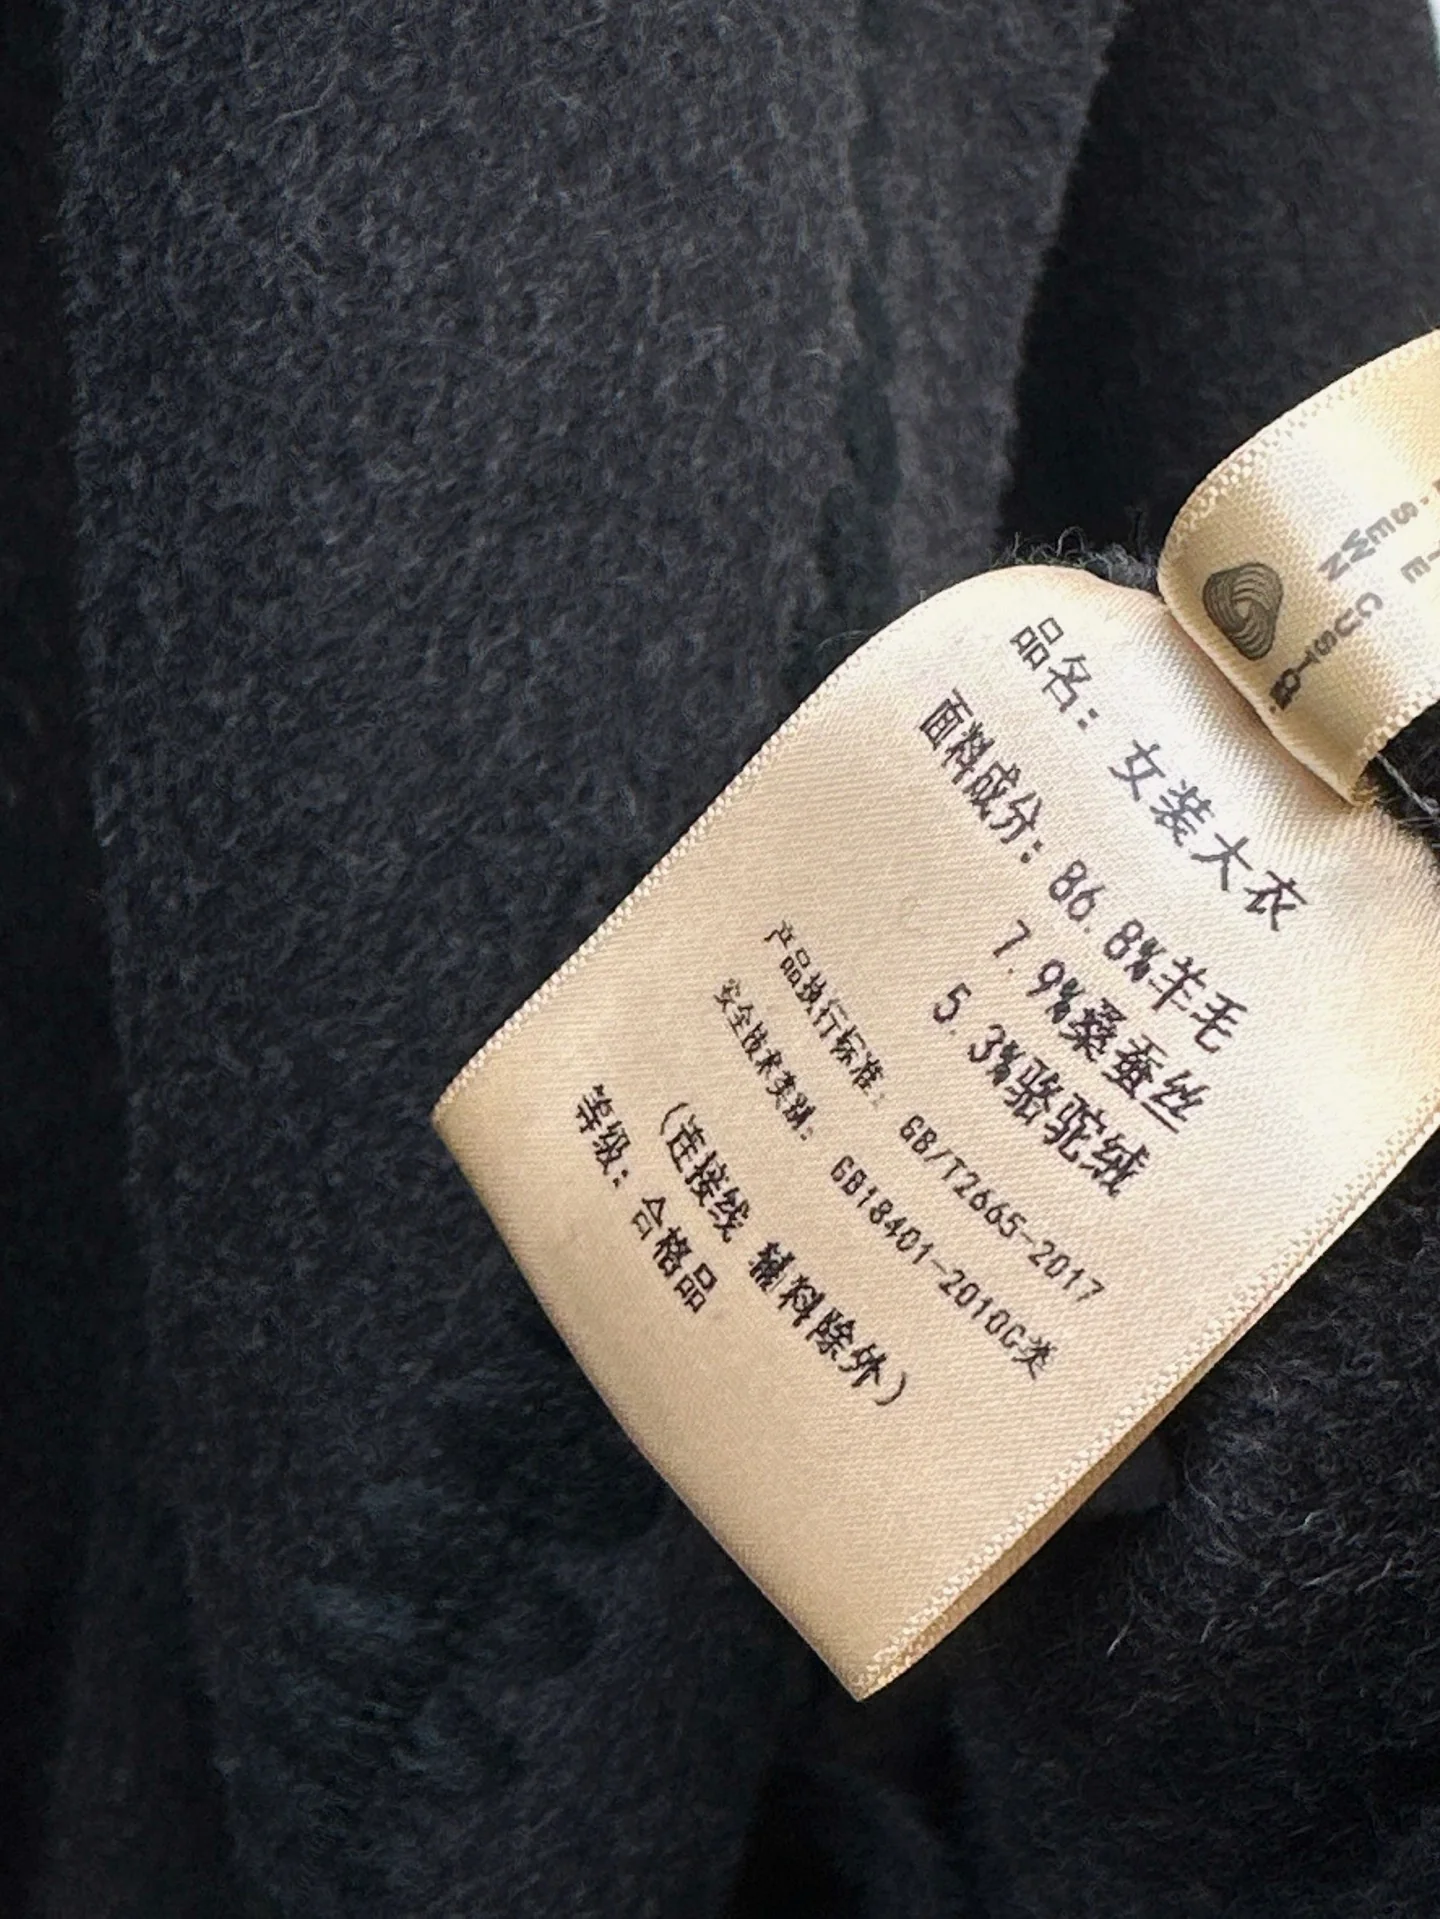 品名：女装大衣
面料成分：86.8%羊毛
7.9%桑蚕丝
5.3%骆驼绒
产品执行标准：GB/T2665-2017
安全技术类别：GB18401-2010C类
（连接线 辅料除外）
等级：合格品
SEWN CUSTOR